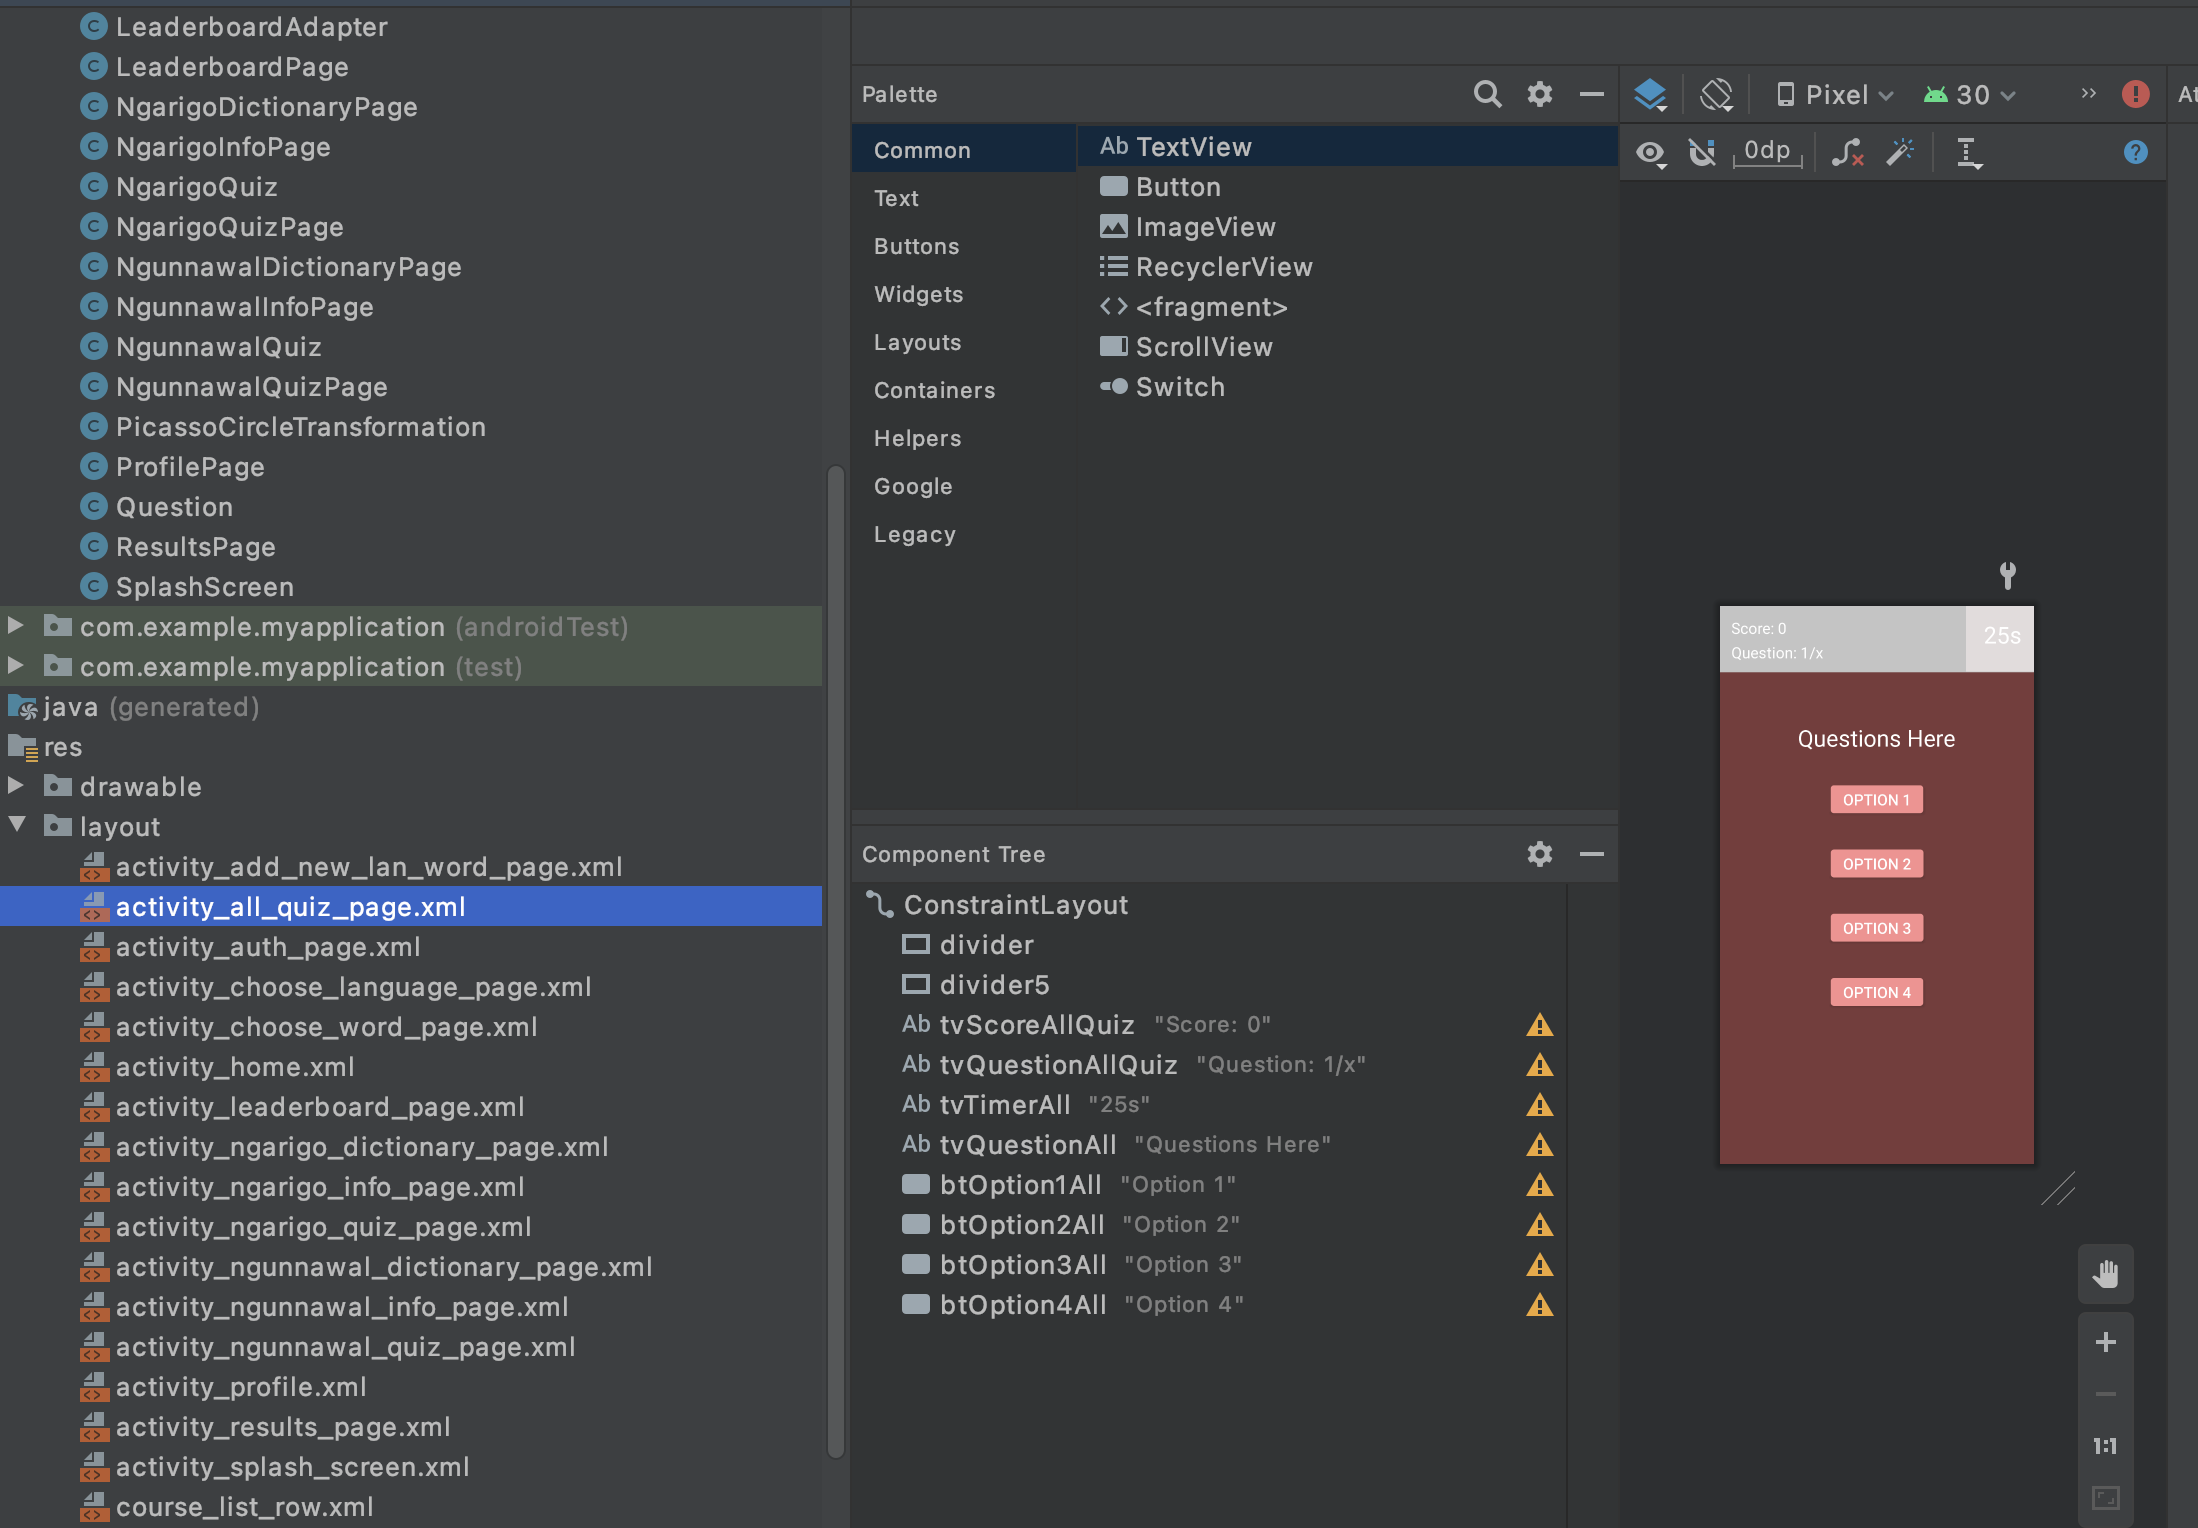 LeaderboardAdapter
LeaderboardPage
NgarigoDictionaryPage
NgarigoInfoPage
NgarigoQuiz
NgarigoQuizPage
NgunnawalDictionaryPage
NgunnawalInfoPage
NgunnawalQuiz
NgunnawalQuizPage
PicassoCircleTransformation
ProfilePage
Question
ResultsPage
SplashScreen
com.example.myapplication (androidTest)
com.example.myapplication (test)
java (generated)
res
drawable
layout
activity_add_new_lan_word_page.xml
activity_all_quiz_page.xml
activity_auth_page.xml
activity_choose_language_page.xml
activity_choose_word_page.xml
activity_home.xml
activity_leaderboard_page.xml
activity_ngarigo_dictionary_page.xml
activity_ngarigo_info_page.xml
activity_ngarigo_quiz_page.xml
activity_ngunnawal_dictionary_page.xml
activity_ngunnawal_info_page.xml
activity_ngunnawal_quiz_page.xml
activity_profile.xml
activity_results_page.xml
activity_splash_screen.xml
course_list_row.xml
Palette
Common
Text
Buttons
Widgets
Layouts
Containers
Helpers
Google
Legacy
Ab TextView
Button
ImageView
RecyclerView
<fragment>
ScrollView
Switch
Component Tree
ConstraintLayout
divider
divider5
Ab tvScoreAllQuiz "Score: 0"
Ab tvQuestionAllQuiz "Question: 1/x"
Ab tvTimerAll "25s"
Ab tvQuestionAll "Questions Here"
btOption1All "Option 1"
btOption2All "Option 2"
btOption3All "Option 3"
btOption4All "Option 4"
Pixel 30
0dp
Score: 0
Question: 1/x
25s
Questions Here
OPTION 1
OPTION 2
OPTION 3
OPTION 4
1:1